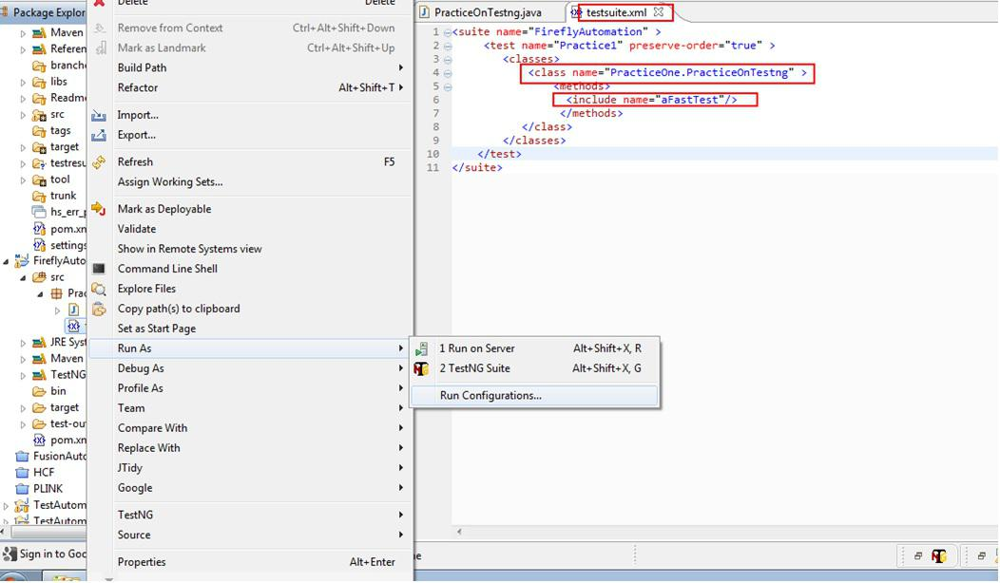 Package Explor
Maven
Referen
branche
libs
Readme
src
tags
target
testresu
tool
trunk
hs_err_p
pom.xm
settings
FireflyAuto
src
Prac
JRE Syst
Maven
TestNG
bin
target
test-out
pom.xm
FusionAuto
HCF
PLINK
TestAutom
TestAutom
Sign in to Goo
Delete Delete
Remove from Context Ctrl+Alt+Shift+Down
Mark as Landmark Ctrl+Alt+Shift+Up
Build Path
Refactor Alt+Shift+T
Import...
Export...
Refresh F5
Assign Working Sets...
Mark as Deployable
Validate
Show in Remote Systems view
Command Line Shell
Explore Files
Copy path(s) to clipboard
Set as Start Page
Run As
Debug As
Profile As
Team
Compare With
Replace With
JTidy
Google
TestNG
Source
Properties Alt+Enter
1 Run on Server Alt+Shift+X, R
2 TestNG Suite Alt+Shift+X, G
Run Configurations...
PracticeOnTestng.java testsuite.xml
1 <suite name="FireflyAutomation" >
2 <test name="Practice1" preserve-order="true" >
3 <classes>
4 <class name="PracticeOne.PracticeOnTestng" >
5 <methods>
6 <include name="aFastTest"/>
7 </methods>
8 </class>
9 </classes>
10 </test>
11 </suite>